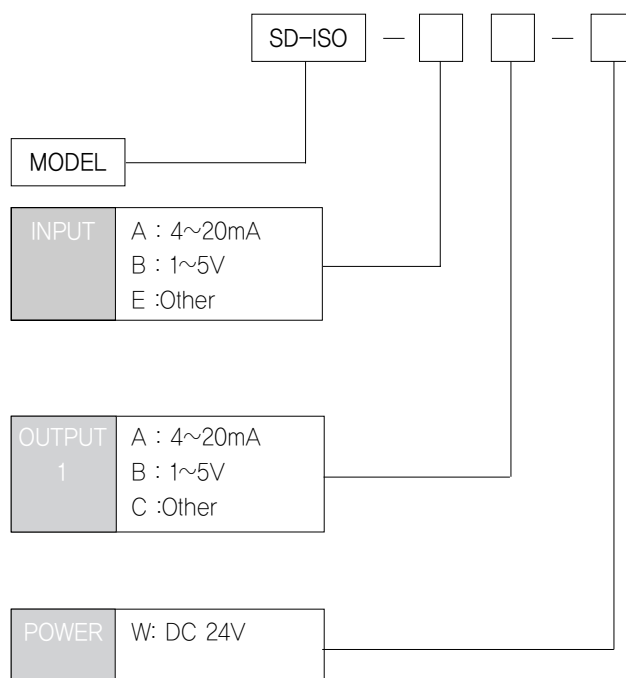 SD-ISO – –
MODEL
INPUT
A : 4~20mA
B : 1~5V
E :Other
OUTPUT
1
A : 4~20mA
B : 1~5V
C :Other
POWER
W: DC 24V